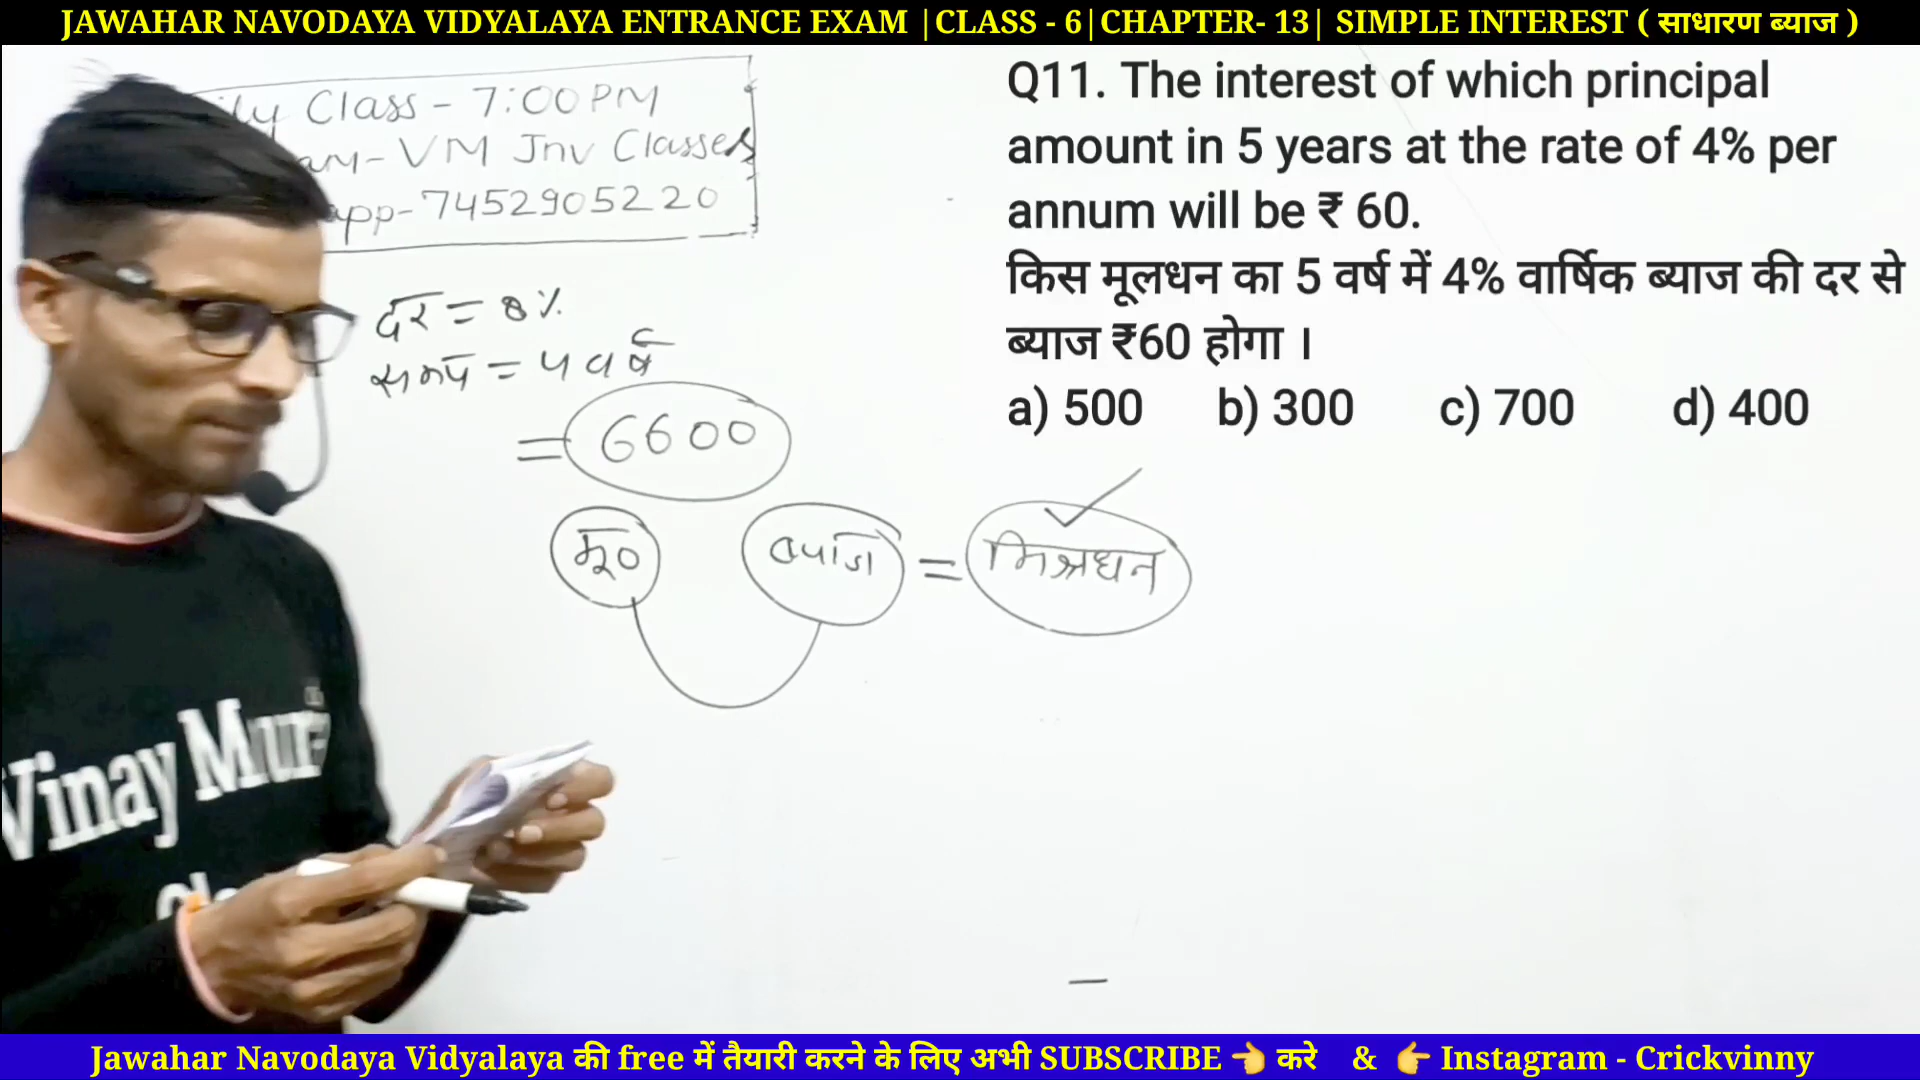 JAWAHAR NAVODAYA VIDYALAYA ENTRANCE EXAM |CLASS - 6|CHAPTER- 13| SIMPLE INTEREST ( साधारण ब्याज )
Class - 7:00 PM
VM Jnv Classes
app- 7452905220
दर = 8%
समय = 4 वर्ष
= 6600
मू० ब्याज = मिश्रधन
Vinay
Q11. The interest of which principal
amount in 5 years at the rate of 4% per
annum will be ₹ 60.
किस मूलधन का 5 वर्ष में 4% वार्षिक ब्याज की दर से
ब्याज ₹60 होगा ।
a) 500 b) 300 c) 700 d) 400
Jawahar Navodaya Vidyalaya की free में तैयारी करने के लिए अभी SUBSCRIBE 👈 करे & 👉 Instagram - Crickvinny